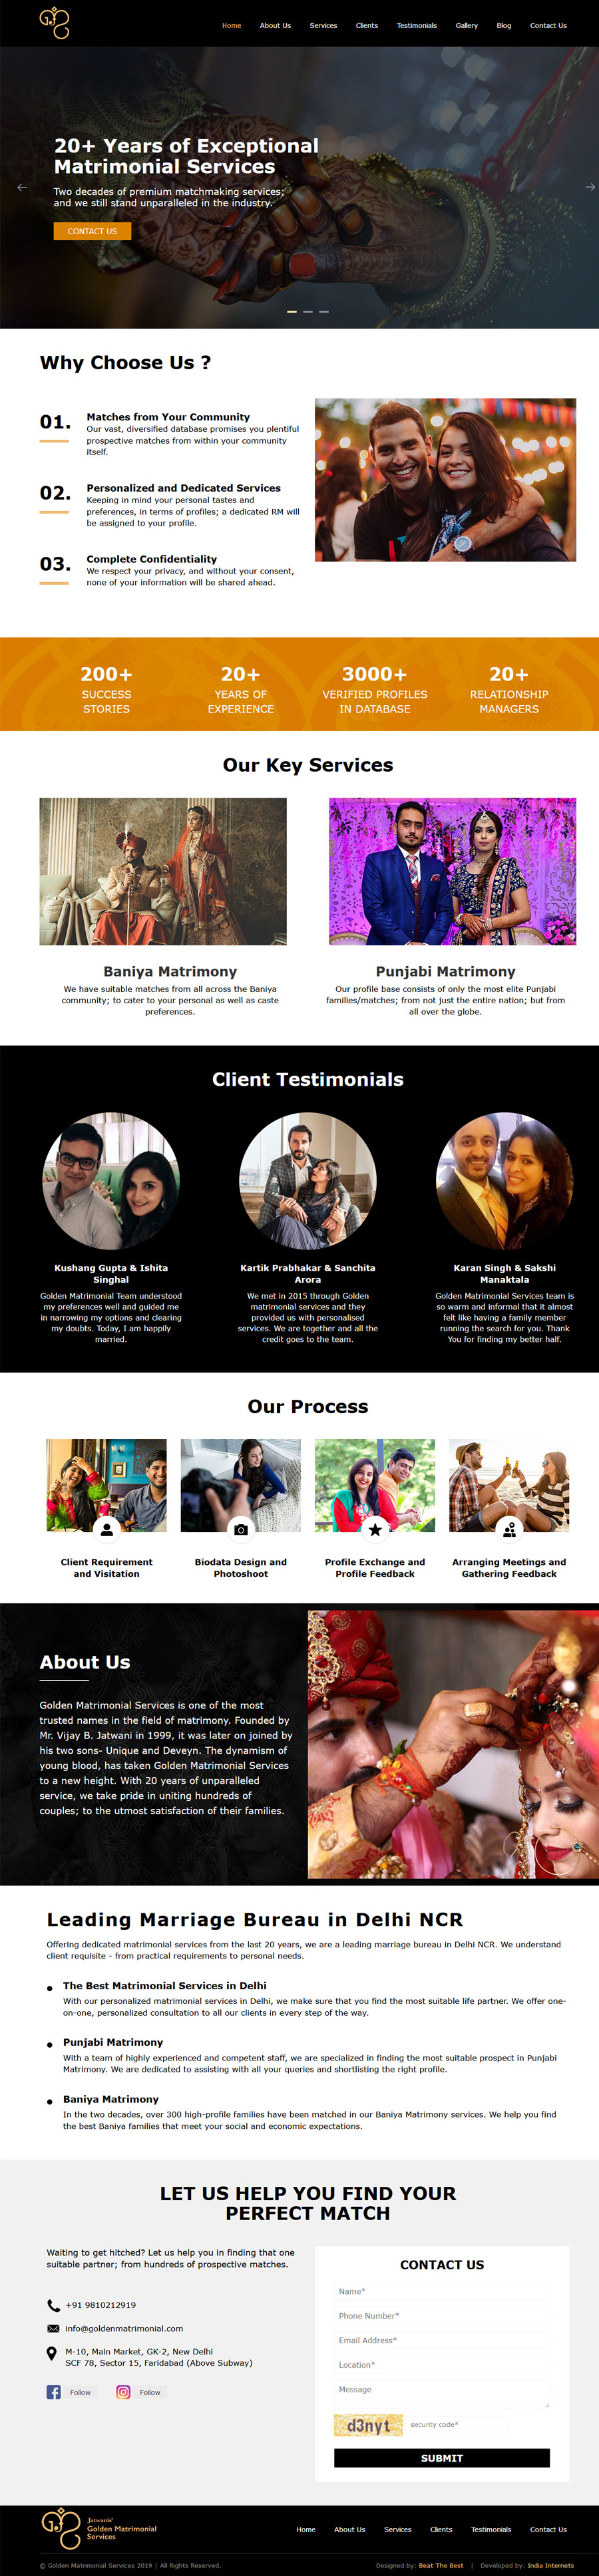 Home About Us Services Clients Testimonials Gallery Blog Contact Us
20+ Years of Exceptional
Matrimonial Services
Two decades of premium matchmaking services;
and we still stand unparalleled in the industry.
CONTACT US
Why Choose Us ?
01.
Matches from Your Community
Our vast, diversified database promises you plentiful
prospective matches from within your community
itself.
02.
Personalized and Dedicated Services
Keeping in mind your personal tastes and
preferences, in terms of profiles; a dedicated RM will
be assigned to your profile.
03.
Complete Confidentiality
We respect your privacy, and without your consent,
none of your information will be shared ahead.
200+
SUCCESS
STORIES
20+
YEARS OF
EXPERIENCE
3000+
VERIFIED PROFILES
IN DATABASE
20+
RELATIONSHIP
MANAGERS
Our Key Services
Baniya Matrimony
We have suitable matches from all across the Baniya
community; to cater to your personal as well as caste
preferences.
Punjabi Matrimony
Our profile base consists of only the most elite Punjabi
families/matches; from not just the entire nation; but from
all over the globe.
Client Testimonials
Kushang Gupta & Ishita
Singhal
Golden Matrimonial Team understood
my preferences well and guided me
in narrowing my options and clearing
my doubts. Today, I am happily
married.
Kartik Prabhakar & Sanchita
Arora
We met in 2015 through Golden
matrimonial services and they
provided us with personalised
services. We are together and all the
credit goes to the team.
Karan Singh & Sakshi
Manaktala
Golden Matrimonial Services team is
so warm and informal that it almost
felt like having a family member
running the search for you. Thank
You for finding my better half.
Our Process
Client Requirement
and Visitation
Biodata Design and
Photoshoot
Profile Exchange and
Profile Feedback
Arranging Meetings and
Gathering Feedback
About Us
Golden Matrimonial Services is one of the most
trusted names in the field of matrimony. Founded by
Mr. Vijay B. Jatwani in 1999, it was later on joined by
his two sons- Unique and Deveyn. The dynamism of
young blood, has taken Golden Matrimonial Services
to a new height. With 20 years of unparalleled
service, we take pride in uniting hundreds of
couples; to the utmost satisfaction of their families.
Leading Marriage Bureau in Delhi NCR
Offering dedicated matrimonial services from the last 20 years, we are a leading marriage bureau in Delhi NCR. We understand
client requisite - from practical requirements to personal needs.
The Best Matrimonial Services in Delhi
With our personalized matrimonial services in Delhi, we make sure that you find the most suitable life partner. We offer one-
on-one, personalized consultation to all our clients in every step of the way.
Punjabi Matrimony
With a team of highly experienced and competent staff, we are specialized in finding the most suitable prospect in Punjabi
Matrimony. We are dedicated to assisting with all your queries and shortlisting the right profile.
Baniya Matrimony
In the two decades, over 300 high-profile families have been matched in our Baniya Matrimony services. We help you find
the best Baniya families that meet your social and economic expectations.
LET US HELP YOU FIND YOUR
PERFECT MATCH
Waiting to get hitched? Let us help you in finding that one
suitable partner; from hundreds of prospective matches.
+91 9810212919
info@goldenmatrimonial.com
M-10, Main Market, GK-2, New Delhi
SCF 78, Sector 15, Faridabad (Above Subway)
Follow Follow
CONTACT US
Name*
Phone Number*
Email Address*
Location*
Message
d3nyt security code*
SUBMIT
Jatwanis'
Golden Matrimonial
Services
Home About Us Services Clients Testimonials Contact Us
© Golden Matrimonial Services 2019 | All Rights Reserved.
Designed by: Beat The Best | Developed by: India Internets